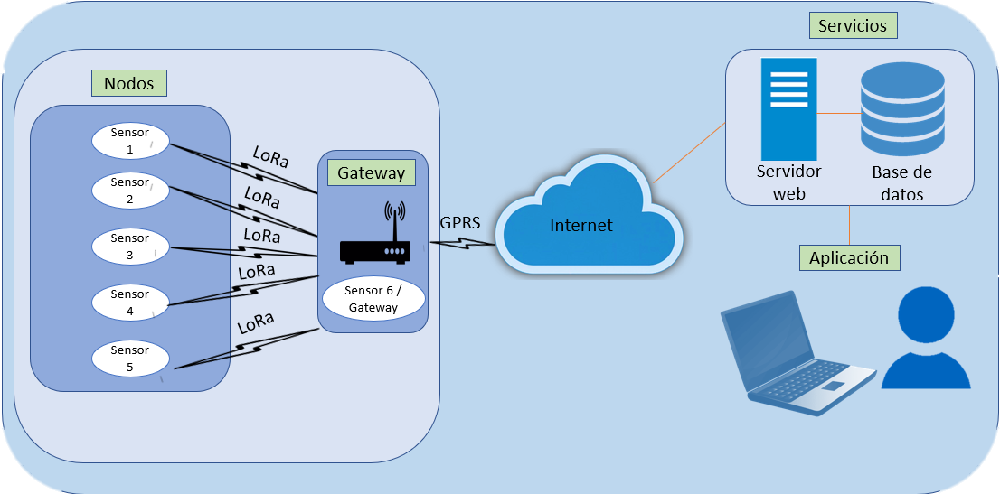 Servicios
Nodos
Sensor
1
LoRa
Sensor
2
LoRa
Sensor
3
LoRa
Sensor
4
LoRa
Sensor
5
LoRa
Gateway
Sensor 6 /
Gateway
GPRS
Internet
Servidor
web
Base de
datos
Aplicación